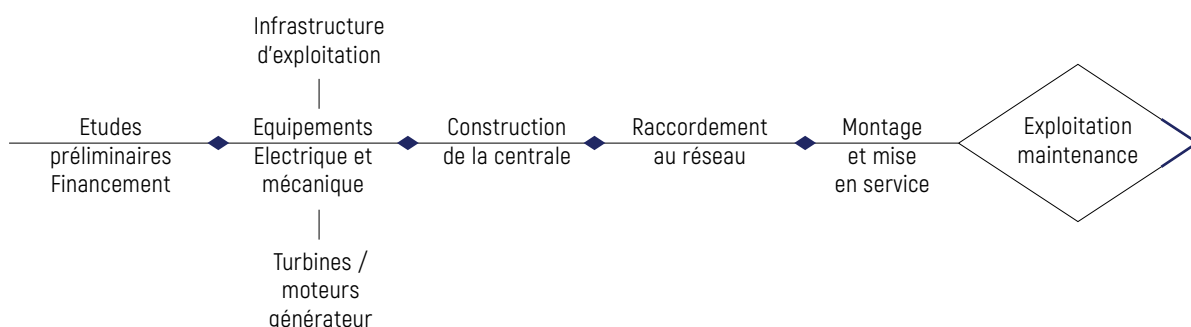 Infrastructure
d'exploitation
Etudes
préliminaires
Financement
Equipements
Electrique et
mécanique
Turbines /
moteurs
générateur
Construction
de la centrale
Raccordement
au réseau
Montage
et mise
en service
Exploitation
maintenance